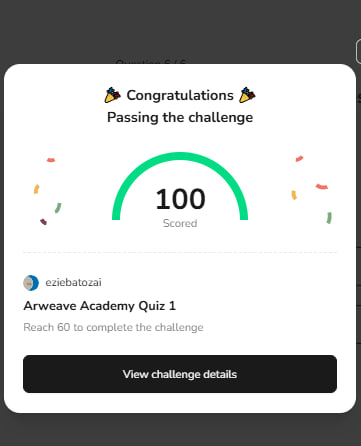 Question 6 / 6
Congratulations
Passing the challenge
100
Scored
eziebatozai
Arweave Academy Quiz 1
Reach 60 to complete the challenge
View challenge details